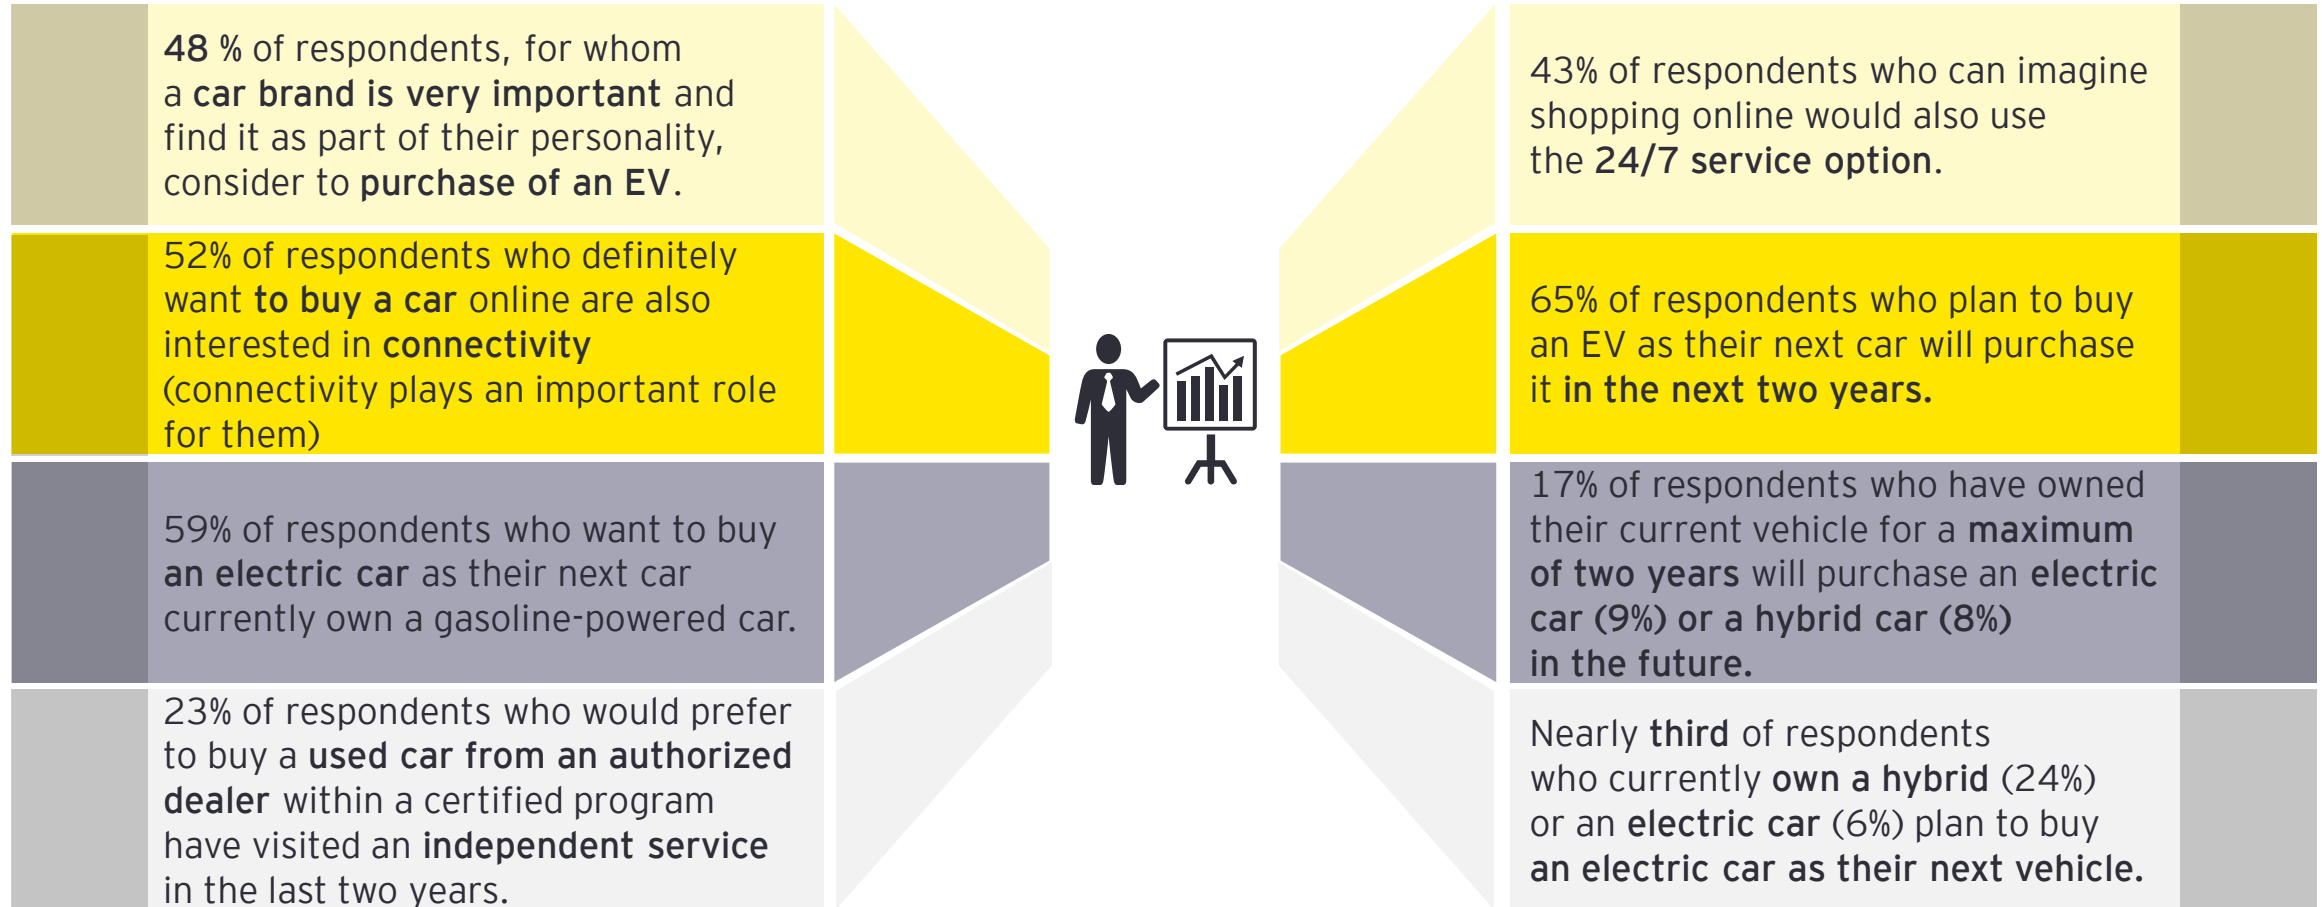 48 % of respondents, for whom
a car brand is very important and
find it as part of their personality,
consider to purchase of an EV.
52% of respondents who definitely
want to buy a car online are also
interested in connectivity
(connectivity plays an important role
for them)
59% of respondents who want to buy
an electric car as their next car
currently own a gasoline-powered car.
23% of respondents who would prefer
to buy a used car from an authorized
dealer within a certified program
have visited an independent service
in the last two years.
43% of respondents who can imagine
shopping online would also use
the 24/7 service option.
65% of respondents who plan to buy
an EV as their next car will purchase
it in the next two years.
17% of respondents who have owned
their current vehicle for a maximum
of two years will purchase an electric
car (9%) or a hybrid car (8%)
in the future.
Nearly third of respondents
who currently own a hybrid (24%)
or an electric car (6%) plan to buy
an electric car as their next vehicle.